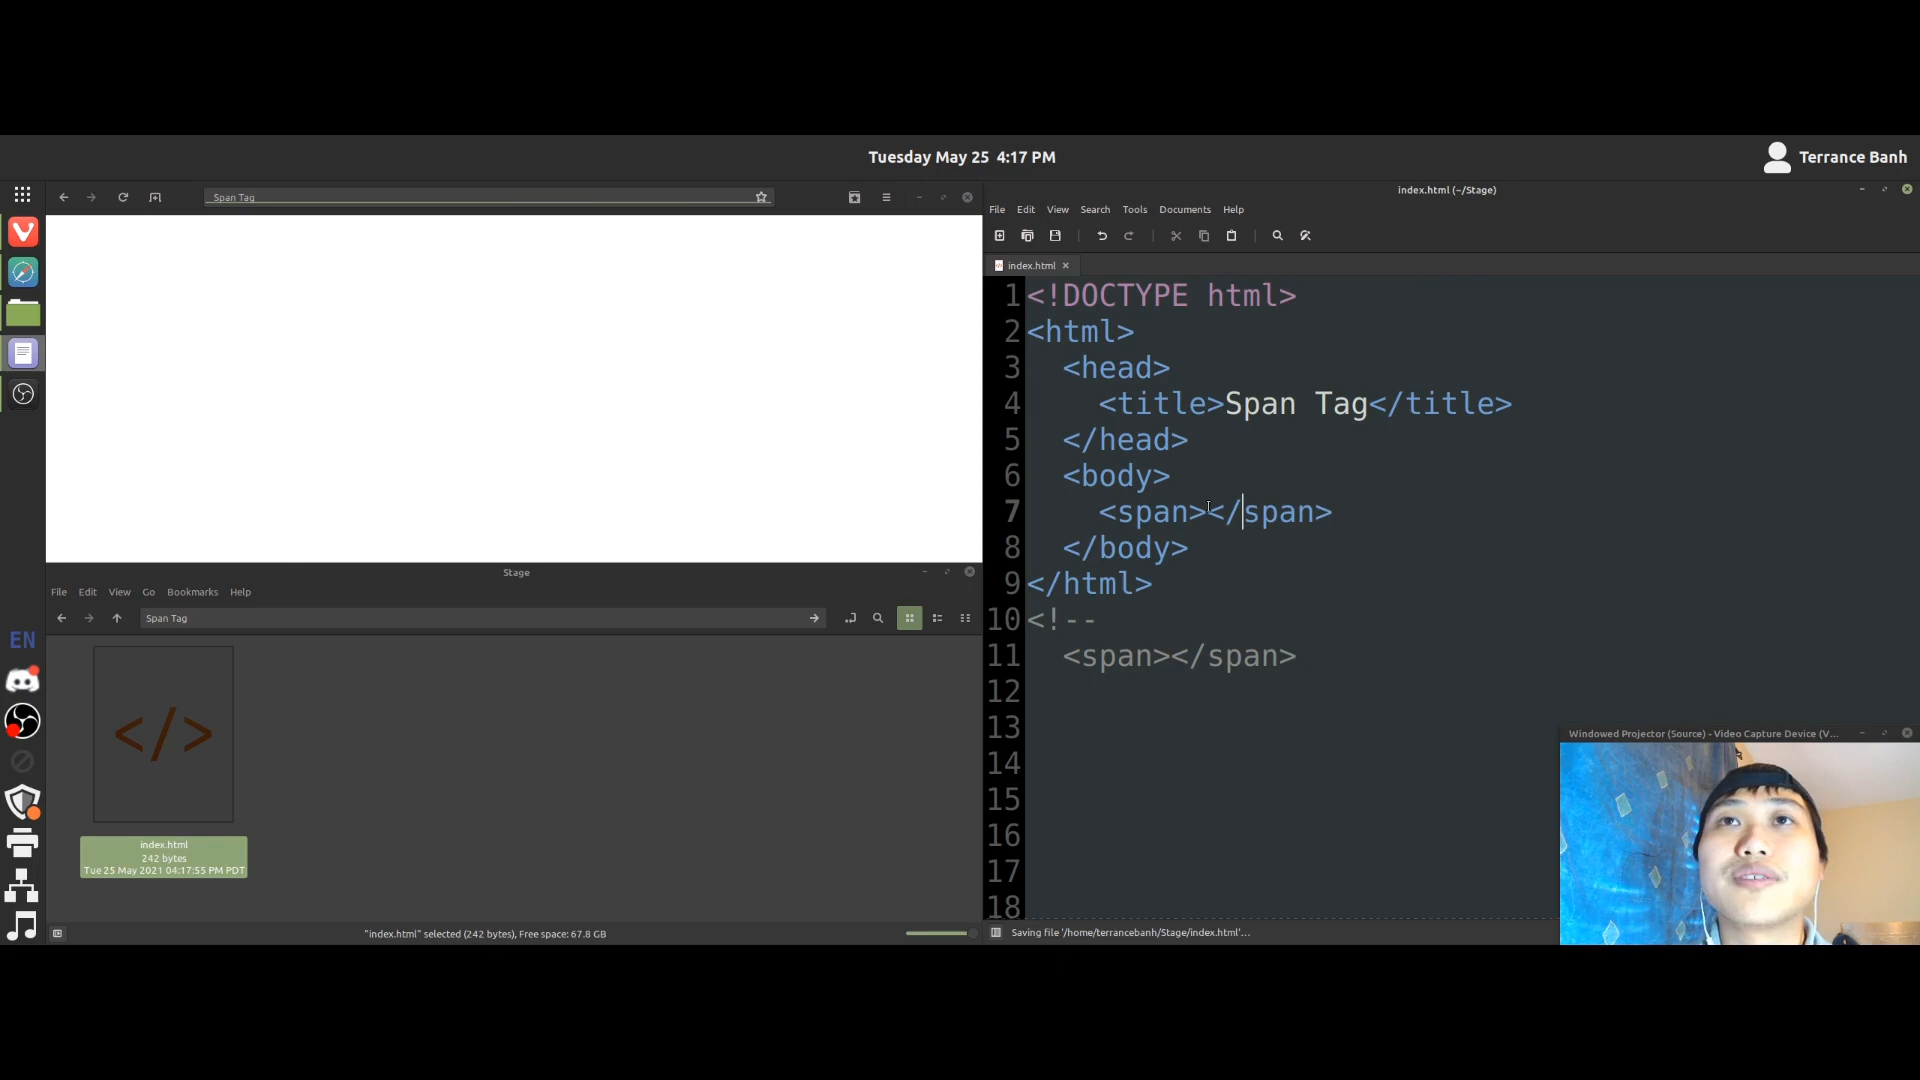 Tuesday May 25 4:17 PM
Terrance Banh
Span Tag
index.html (~/Stage)
File Edit View Search Tools Documents Help
index.html
1 <!DOCTYPE html>
2 <html>
3 <head>
4 <title>Span Tag</title>
5 </head>
6 <body>
7 <span></span>
8 </body>
9 </html>
10 <!--
11 <span></span>
12
13
14
15
16
17
18
Stage
File Edit View Go Bookmarks Help
Span Tag
EN
</>
index.html
242 bytes
Tue 25 May 2021 04:17:55 PM PDT
"index.html" selected (242 bytes), Free space: 67.8 GB
Saving file '/home/terrancebanh/Stage/index.html'...
Windowed Projector (Source) - Video Capture Device (V...